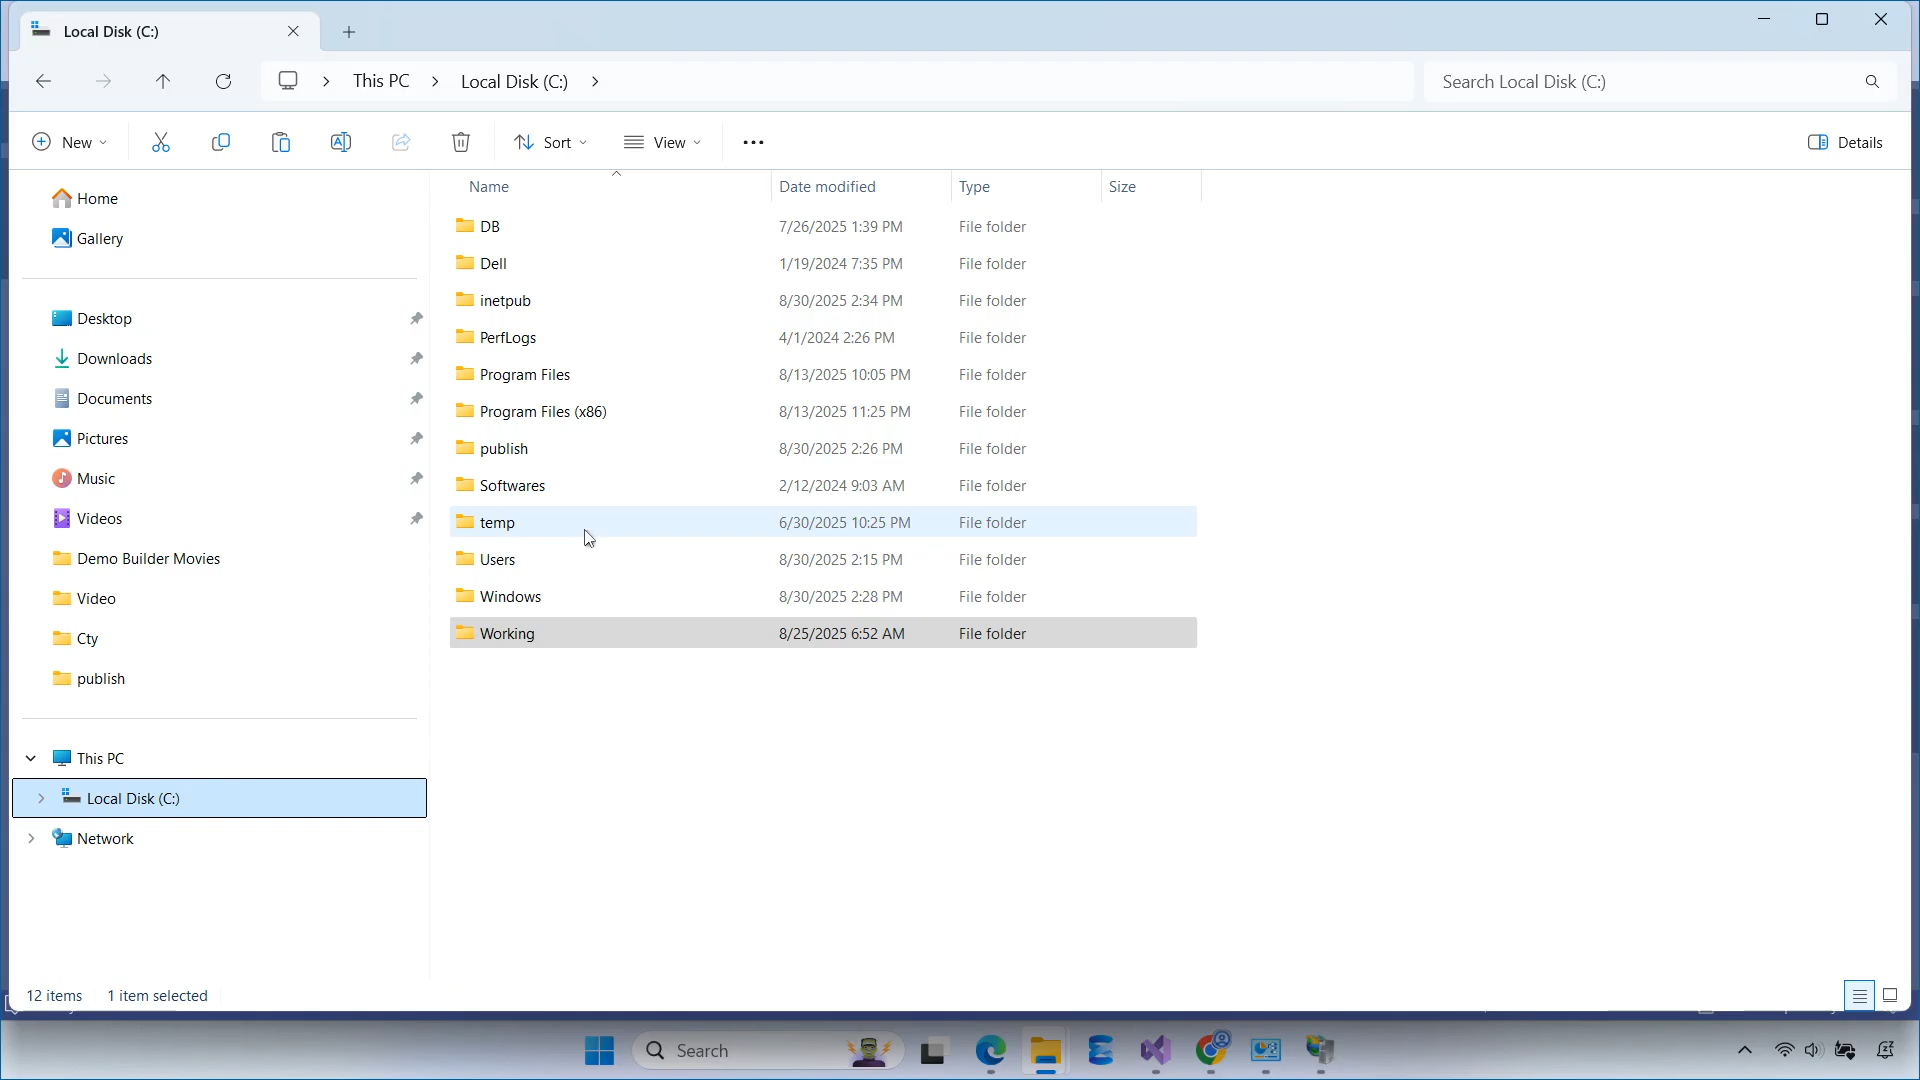 Local Disk (C:)
This PC
Local Disk (C:)
Search Local Disk (C:)
New
Sort
View
Details
Name Date modified Type Size
Home
Gallery
Desktop
Downloads
Documents
Pictures
Music
Videos
Demo Builder Movies
Video
Cty
publish
This PC
Local Disk (C:)
Network
DB 7/26/2025 1:39 PM File folder
Dell 1/19/2024 7:35 PM File folder
inetpub 8/30/2025 2:34 PM File folder
PerfLogs 4/1/2024 2:26 PM File folder
Program Files 8/13/2025 10:05 PM File folder
Program Files (x86) 8/13/2025 11:25 PM File folder
publish 8/30/2025 2:26 PM File folder
Softwares 2/12/2024 9:03 AM File folder
temp 6/30/2025 10:25 PM File folder
Users 8/30/2025 2:15 PM File folder
Windows 8/30/2025 2:28 PM File folder
Working 8/25/2025 6:52 AM File folder
12 items 1 item selected
Search